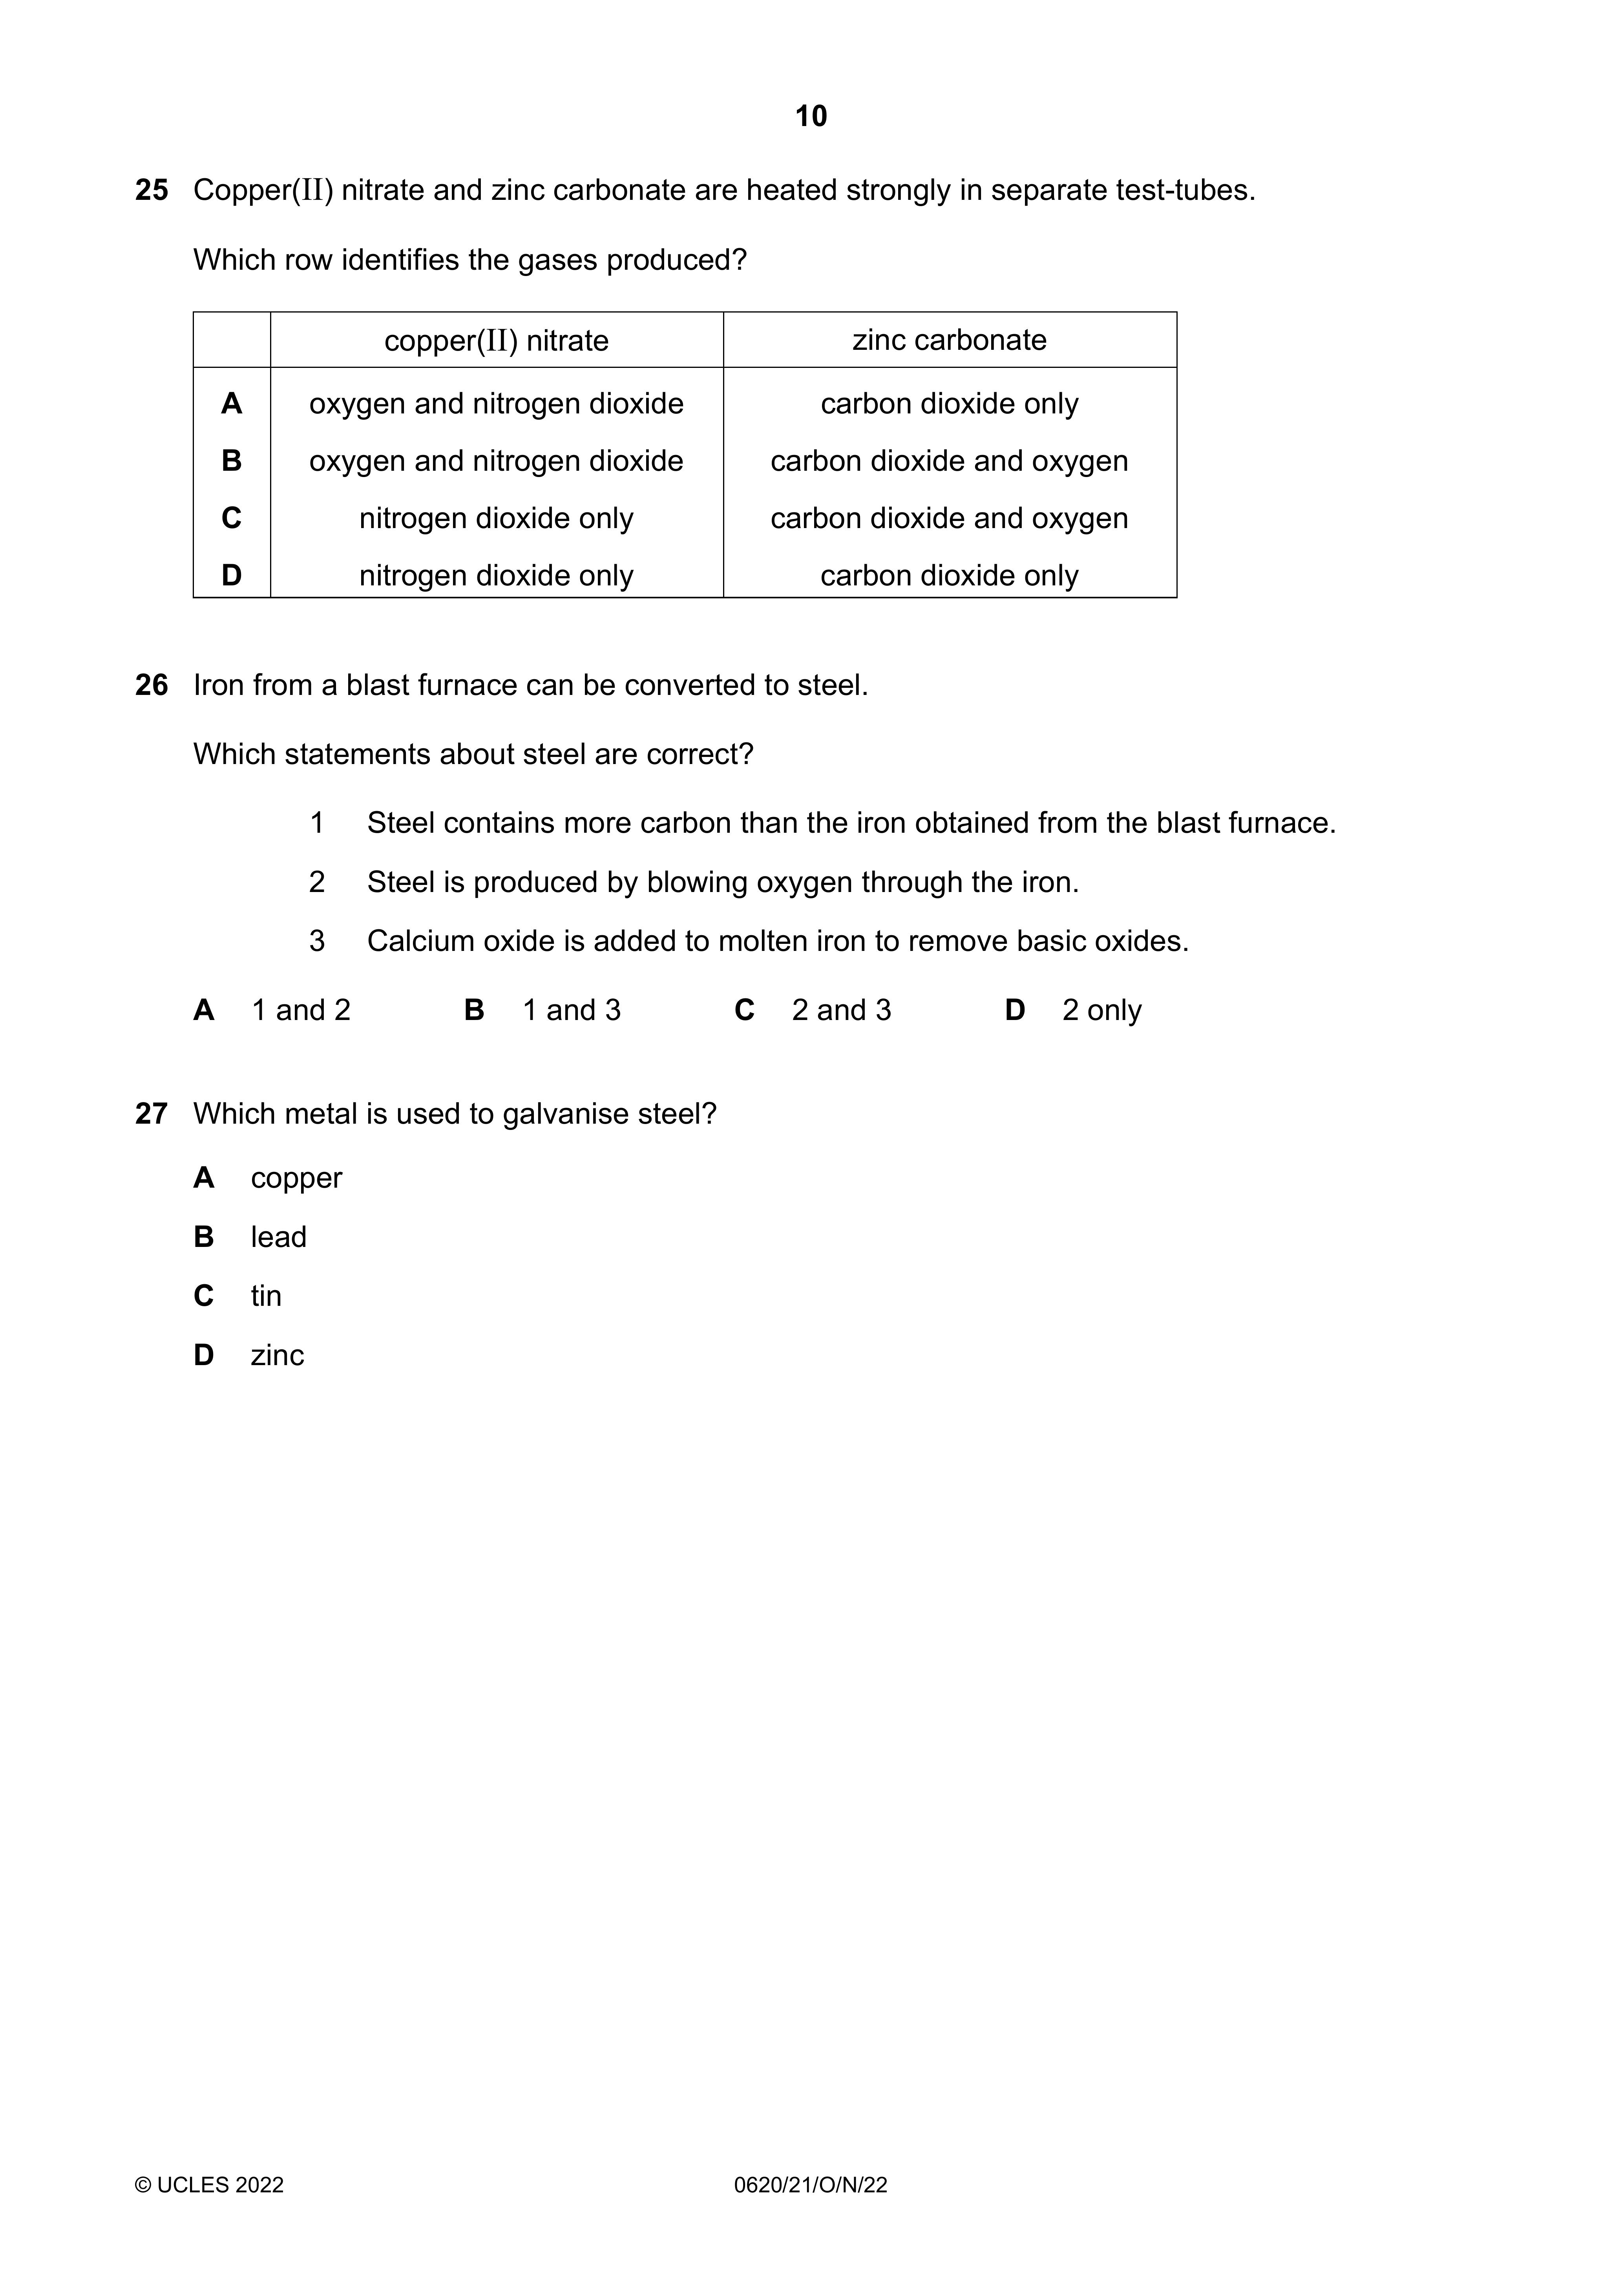 10
25 Copper(II) nitrate and zinc carbonate are heated strongly in separate test-tubes.
Which row identifies the gases produced?
copper(II) nitrate zinc carbonate
A oxygen and nitrogen dioxide carbon dioxide only
B oxygen and nitrogen dioxide carbon dioxide and oxygen
C nitrogen dioxide only carbon dioxide and oxygen
D nitrogen dioxide only carbon dioxide only
26 Iron from a blast furnace can be converted to steel.
Which statements about steel are correct?
1 Steel contains more carbon than the iron obtained from the blast furnace.
2 Steel is produced by blowing oxygen through the iron.
3 Calcium oxide is added to molten iron to remove basic oxides.
A 1 and 2 B 1 and 3 C 2 and 3 D 2 only
27 Which metal is used to galvanise steel?
A copper
B lead
C tin
D zinc
© UCLES 2022 0620/21/O/N/22